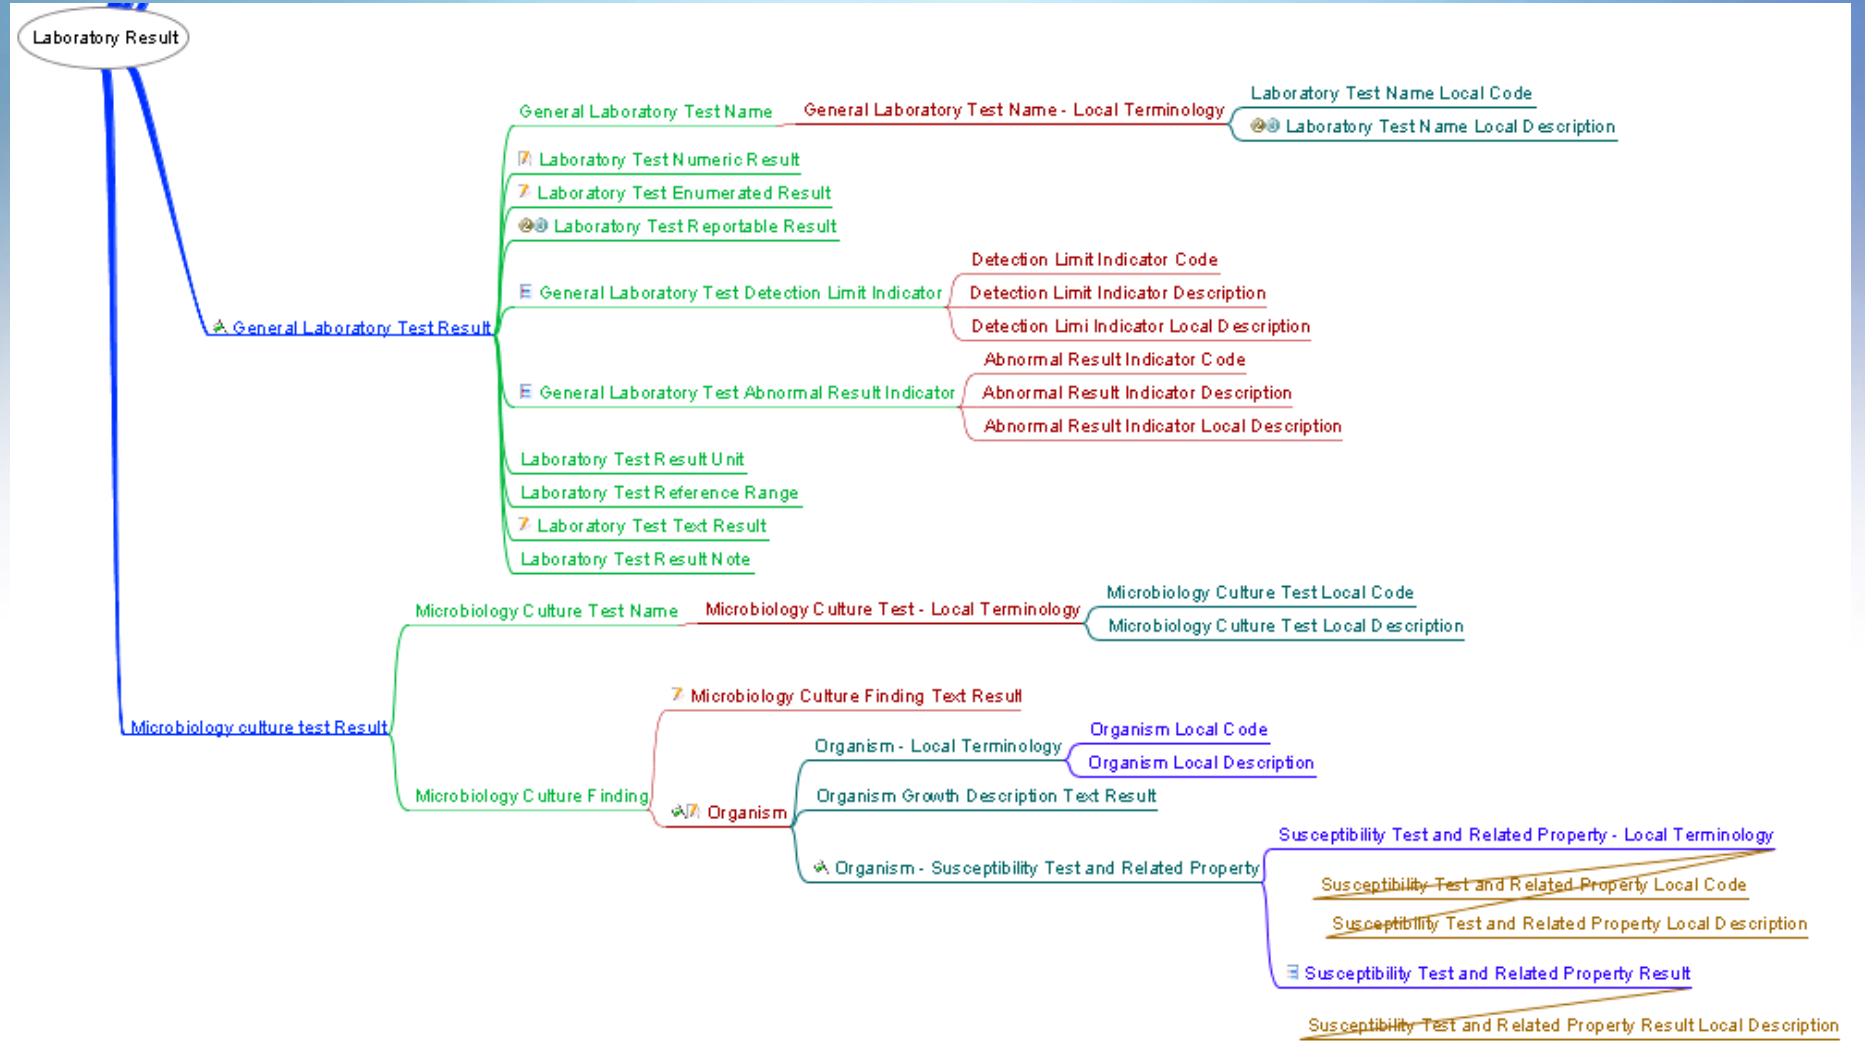 Laboratory Result
General Laboratory Test Result
General Laboratory Test Name
General Laboratory Test Name - Local Terminology
Laboratory Test Name Local Code
Laboratory Test Name Local Description
Laboratory Test Numeric Result
Laboratory Test Enumerated Result
Laboratory Test Reportable Result
General Laboratory Test Detection Limit Indicator
Detection Limit Indicator Code
Detection Limit Indicator Description
Detection Limi Indicator Local Description
General Laboratory Test Abnormal Result Indicator
Abnormal Result Indicator Code
Abnormal Result Indicator Description
Abnormal Result Indicator Local Description
Laboratory Test Result Unit
Laboratory Test Reference Range
Laboratory Test Text Result
Laboratory Test Result Note
Microbiology culture test Result
Microbiology Culture Test Name
Microbiology Culture Test - Local Terminology
Microbiology Culture Test Local Code
Microbiology Culture Test Local Description
Microbiology Culture Finding
Microbiology Culture Finding Text Result
Organism
Organism - Local Terminology
Organism Local Code
Organism Local Description
Organism Growth Description Text Result
Organism - Susceptibility Test and Related Property
Susceptibility Test and Related Property - Local Terminology
Susceptibility Test and Related Property Local Code
Susceptibility Test and Related Property Local Description
Susceptibility Test and Related Property Result
Susceptibility Test and Related Property Result Local Description